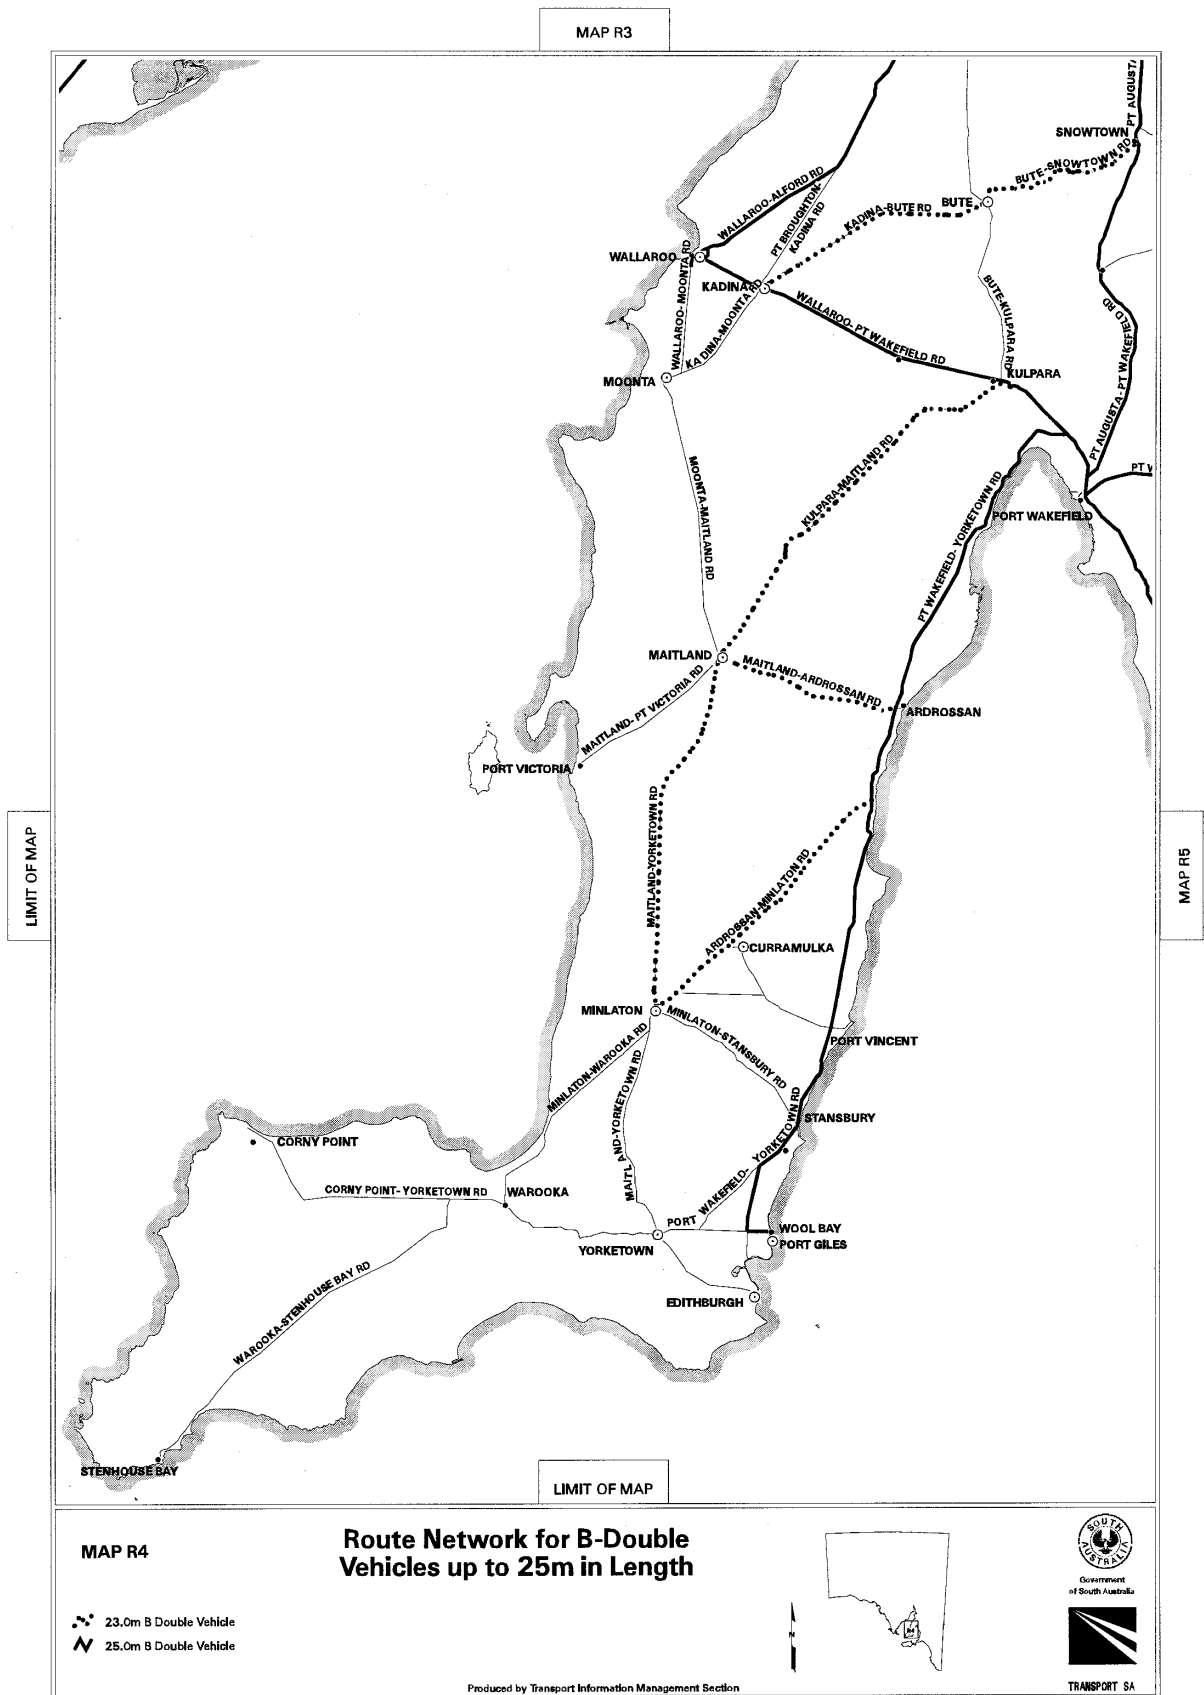 MAP R3
PT AUGUSTA
SNOWTOWN
BUTE-SNOWTOWN RD
WALLAROO-ALFORD RD
BUTE
KADINA-BUTE RD
PT BROUGHTON-
KADINA RD
WALLAROO
WALLAROO-MOONTA RD
KADINA
KADINA-MOONTA RD
WALLAROO-PT WAKEFIELD RD
BUTE-KULPARA RD
PT AUGUSTA-PT WAKEFIELD RD
KULPARA
MOONTA
MOONTA-MAITLAND RD
KULPARA-MAITLAND RD
PT W
PORT WAKEFIELD
PT WAKEFIELD-YORKETOWN RD
MAITLAND
MAITLAND-ARDROSSAN RD
ARDROSSAN
MAITLAND-PT VICTORIA RD
PORT VICTORIA
MAITLAND-YORKETOWN RD
LIMIT OF MAP
MAP R5
ARDROSSAN-MINLATON RD
CURRAMULKA
MINLATON
MINLATON-STANSBURY RD
PORT VINCENT
MINLATON-WAROOKA RD
MAITLAND-YORKETOWN RD
STANSBURY
CORNY POINT
CORNY POINT-YORKETOWN RD
WAROOKA
PORT WAKEFIELD-YORKETOWN RD
WOOL BAY
YORKETOWN
PORT GILES
EDITHBURGH
WAROOKA-STENHOUSE BAY RD
STENHOUSE BAY
LIMIT OF MAP
MAP R4
Route Network for B-Double
Vehicles up to 25m in Length
23.0m B Double Vehicle
25.0m B Double Vehicle
N
R4
SOUTH AUSTRALIA
Government
of South Australia
TRANSPORT SA
Produced by Transport Information Management Section